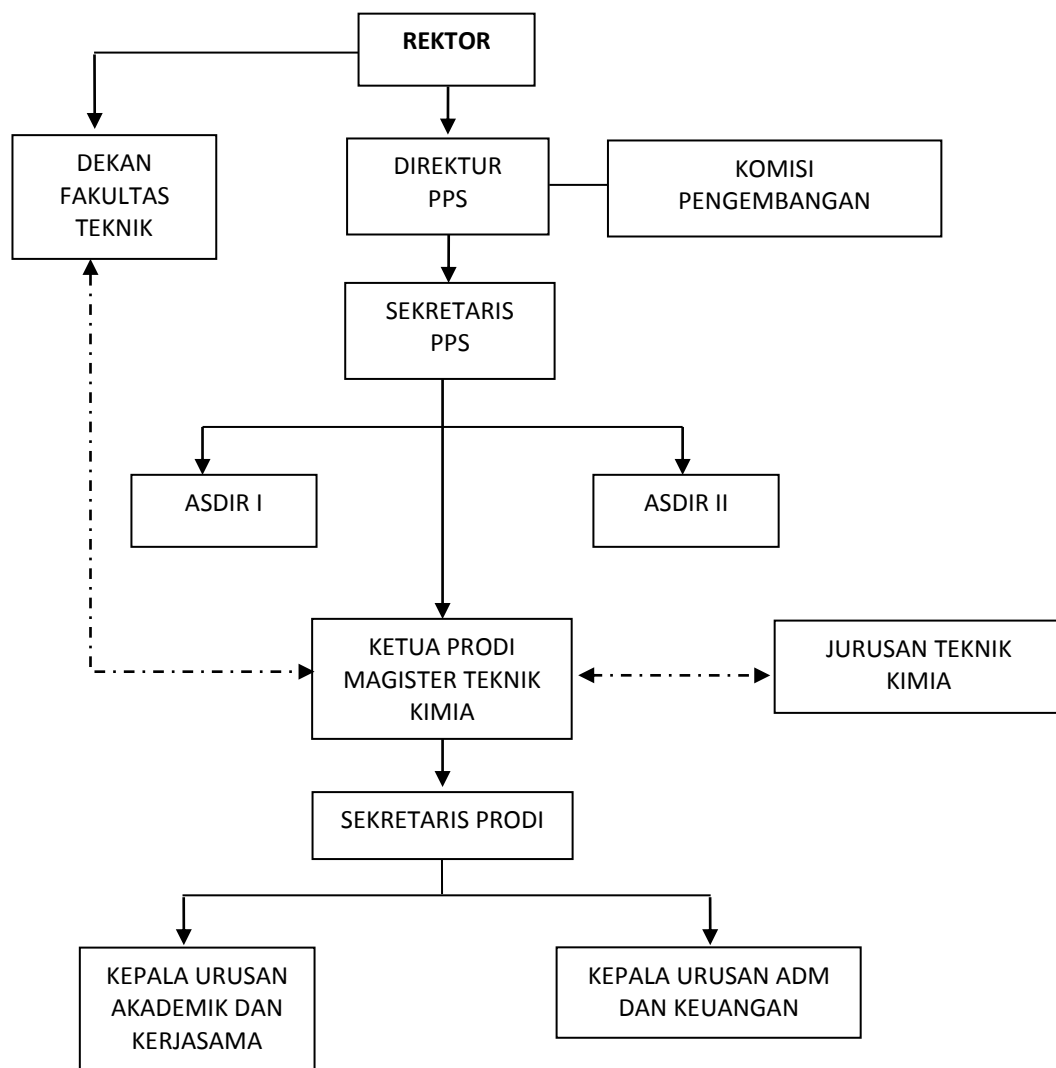 REKTOR
DEKAN
FAKULTAS
TEKNIK
DIREKTUR
PPS
KOMISI
PENGEMBANGAN
SEKRETARIS
PPS
ASDIR I
ASDIR II
KETUA PRODI
MAGISTER TEKNIK
KIMIA
JURUSAN TEKNIK
KIMIA
SEKRETARIS PRODI
KEPALA URUSAN
AKADEMIK DAN
KERJASAMA
KEPALA URUSAN ADM
DAN KEUANGAN